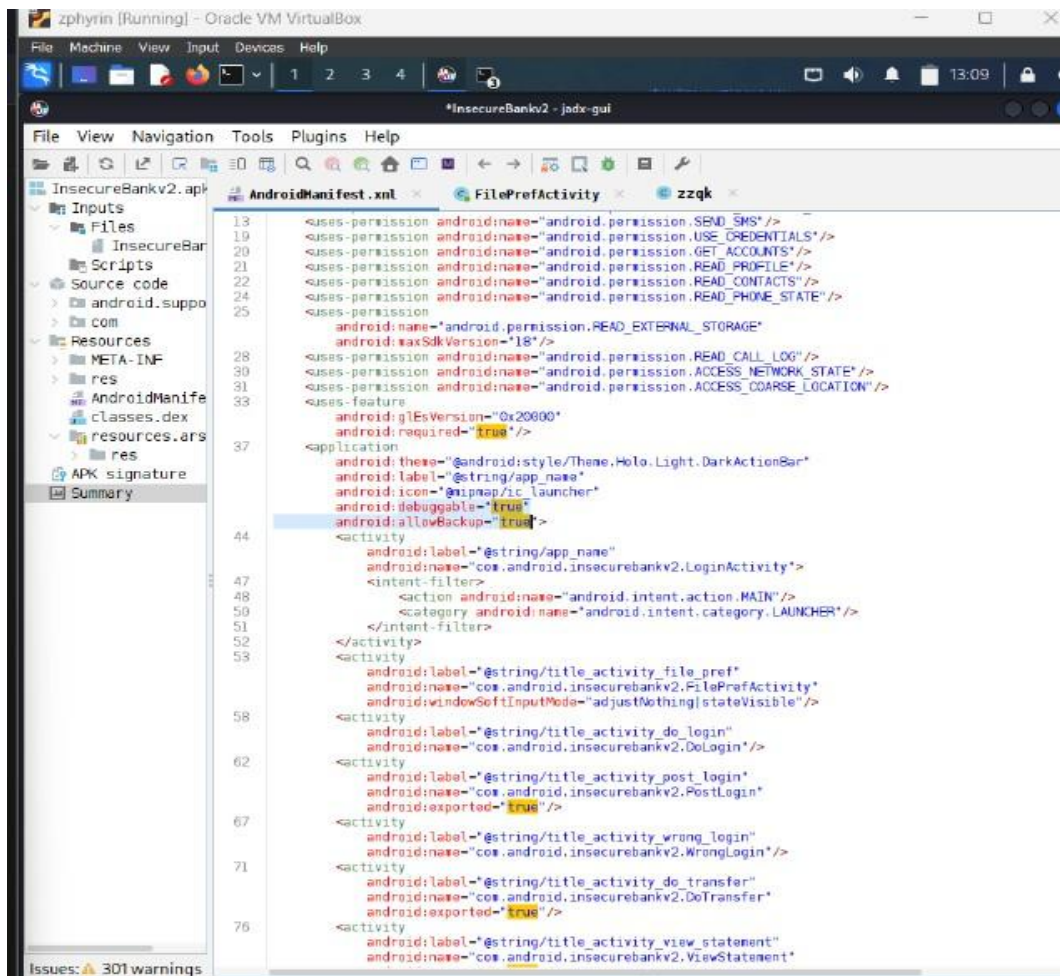 zphyrin [Running] - Oracle VM VirtualBox
File Machine View Input Devices Help
1 2 3 4 13:09
*InsecureBankv2 - jadx-gui
File View Navigation Tools Plugins Help
InsecureBankv2.apk
Inputs
Files
InsecureBar
Scripts
Source code
android.suppo
com
Resources
META-INF
res
AndroidManife
classes.dex
resources.ars
res
APK signature
Summary
AndroidManifest.xml × FilePrefActivity × zzqk ×
13 <uses-permission android:name="android.permission.SEND_SMS"/>
19 <uses-permission android:name="android.permission.USE_CREDENTIALS"/>
20 <uses-permission android:name="android.permission.GET_ACCOUNTS"/>
21 <uses-permission android:name="android.permission.READ_PROFILE"/>
22 <uses-permission android:name="android.permission.READ_CONTACTS"/>
24 <uses-permission android:name="android.permission.READ_PHONE_STATE"/>
25 <uses-permission
android:name="android.permission.READ_EXTERNAL_STORAGE"
android:maxSdkVersion="18"/>
28 <uses-permission android:name="android.permission.READ_CALL_LOG"/>
30 <uses-permission android:name="android.permission.ACCESS_NETWORK_STATE"/>
31 <uses-permission android:name="android.permission.ACCESS_COARSE_LOCATION"/>
33 <uses-feature
android:glEsVersion="0x20000"
android:required="true"/>
37 <application
android:theme="@android:style/Theme.Holo.Light.DarkActionBar"
android:label="@string/app_name"
android:icon="@mipmap/ic_launcher"
android:debuggable="true"
android:allowBackup="true">
44 <activity
android:label="@string/app_name"
android:name="com.android.insecurebankv2.LoginActivity">
47 <intent-filter>
48 <action android:name="android.intent.action.MAIN"/>
50 <category android:name="android.intent.category.LAUNCHER"/>
51 </intent-filter>
52 </activity>
53 <activity
android:label="@string/title_activity_file_pref"
android:name="com.android.insecurebankv2.FilePrefActivity"
android:windowSoftInputMode="adjustNothing|stateVisible"/>
58 <activity
android:label="@string/title_activity_do_login"
android:name="com.android.insecurebankv2.DoLogin"/>
62 <activity
android:label="@string/title_activity_post_login"
android:name="com.android.insecurebankv2.PostLogin"
android:exported="true"/>
67 <activity
android:label="@string/title_activity_wrong_login"
android:name="com.android.insecurebankv2.WrongLogin"/>
71 <activity
android:label="@string/title_activity_do_transfer"
android:name="com.android.insecurebankv2.DoTransfer"
android:exported="true"/>
76 <activity
android:label="@string/title_activity_view_statement"
android:name="com.android.insecurebankv2.ViewStatement"
Issues: 301 warnings